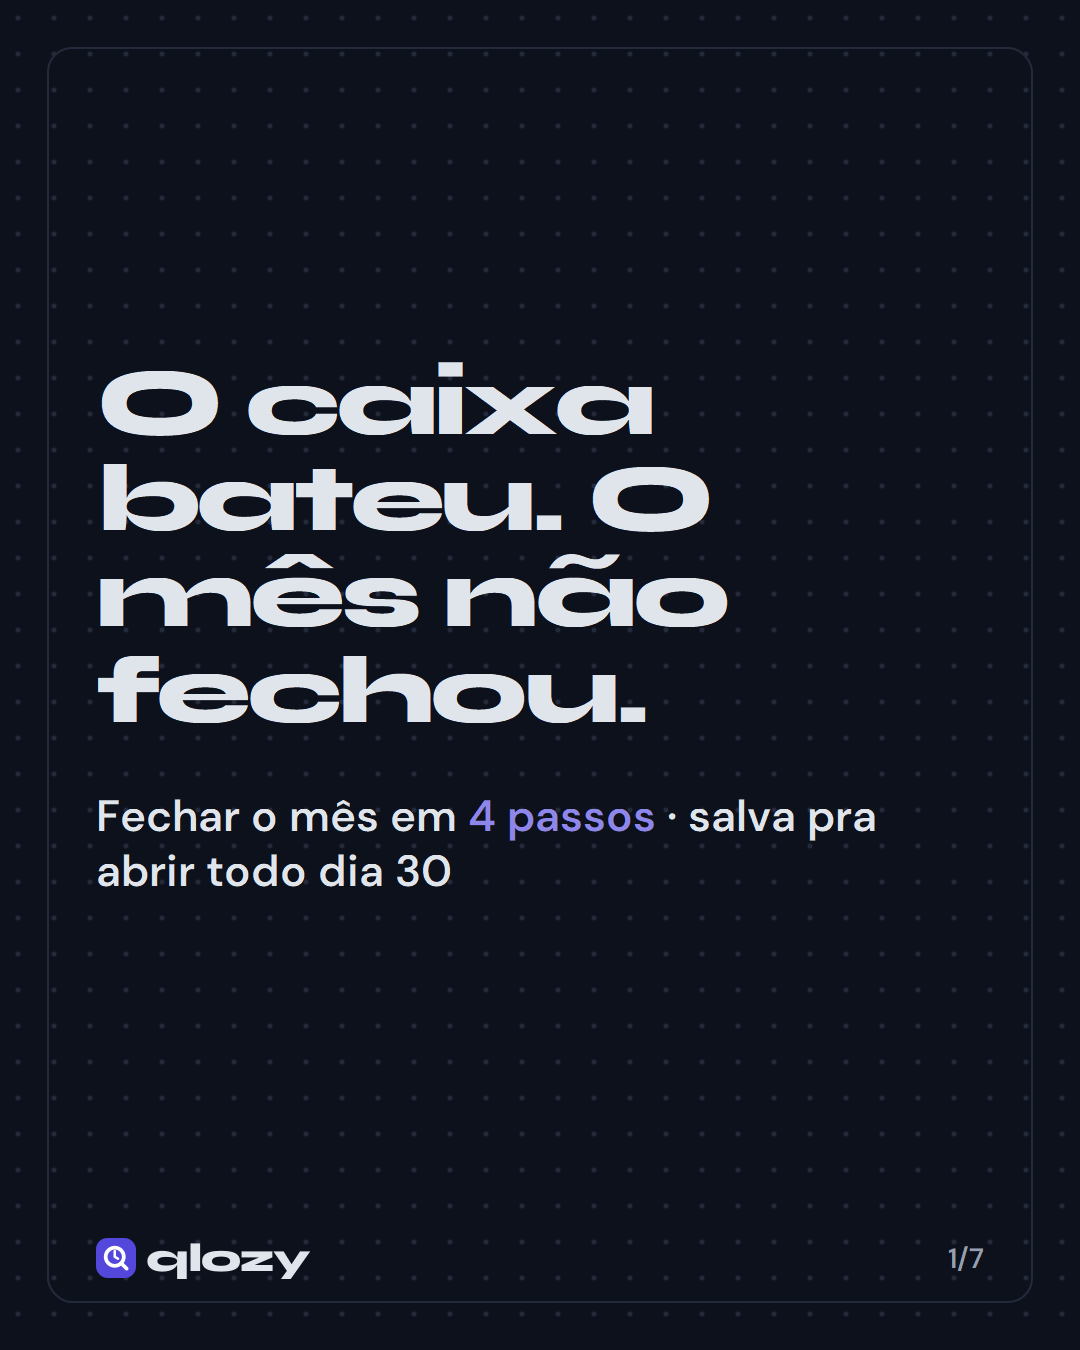 O caixa
bateu. O
mês não
fechou.
Fechar o mês em 4 passos · salva pra
abrir todo dia 30
qlozy
1/7